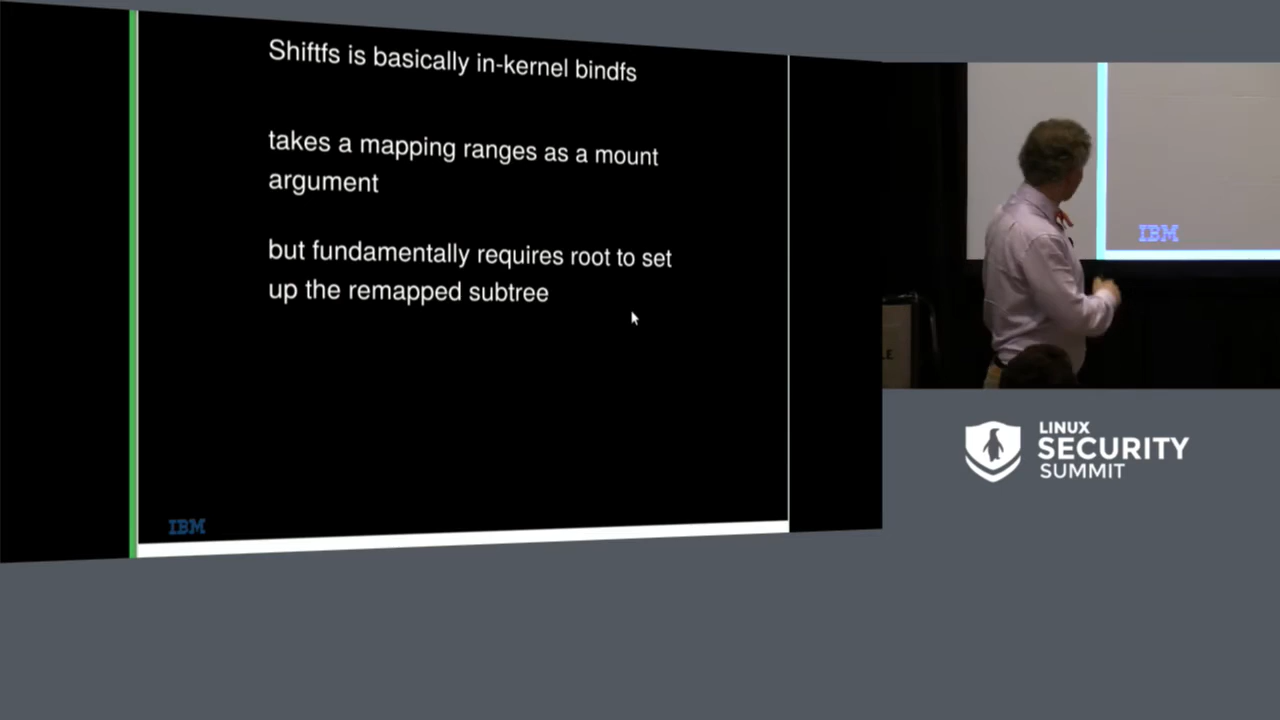 Shiftfs is basically in-kernel bindfs
takes a mapping ranges as a mount
argument
but fundamentally requires root to set
up the remapped subtree
IBM
IBM
LE
LINUX
SECURITY
SUMMIT